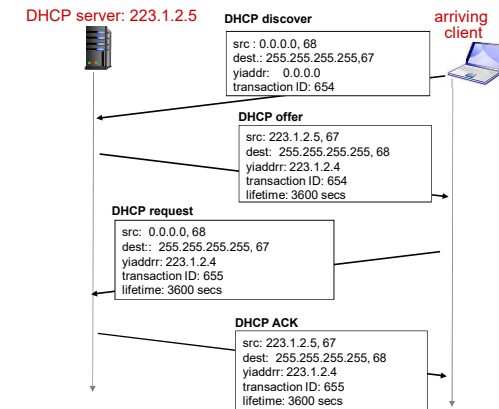 DHCP server: 223.1.2.5
arriving
client
DHCP discover
src : 0.0.0.0, 68
dest.: 255.255.255.255,67
yiaddr: 0.0.0.0
transaction ID: 654
DHCP offer
src: 223.1.2.5, 67
dest: 255.255.255.255, 68
yiaddrr: 223.1.2.4
transaction ID: 654
lifetime: 3600 secs
DHCP request
src: 0.0.0.0, 68
dest:: 255.255.255.255, 67
yiaddrr: 223.1.2.4
transaction ID: 655
lifetime: 3600 secs
DHCP ACK
src: 223.1.2.5, 67
dest: 255.255.255.255, 68
yiaddrr: 223.1.2.4
transaction ID: 655
lifetime: 3600 secs